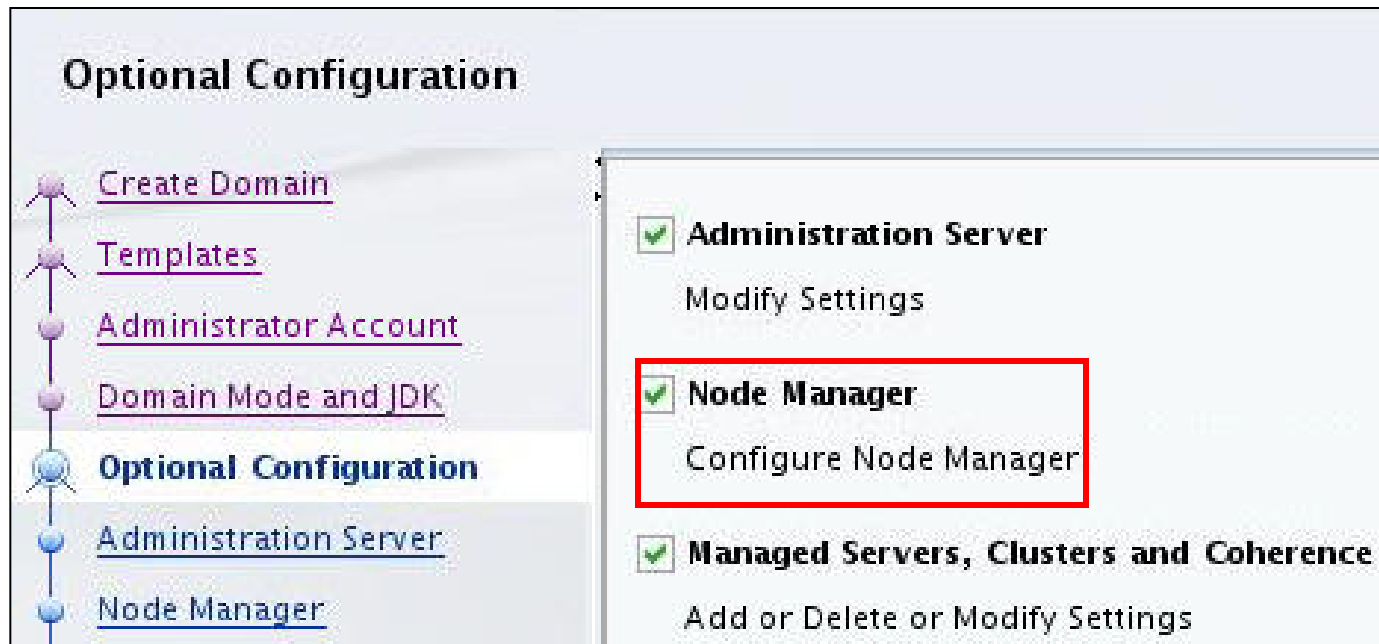 Optional Configuration
Create Domain
Templates
Administrator Account
Domain Mode and JDK
Optional Configuration
Administration Server
Node Manager
Administration Server
Modify Settings
Node Manager
Configure Node Manager
Managed Servers, Clusters and Coherence
Add or Delete or Modify Settings